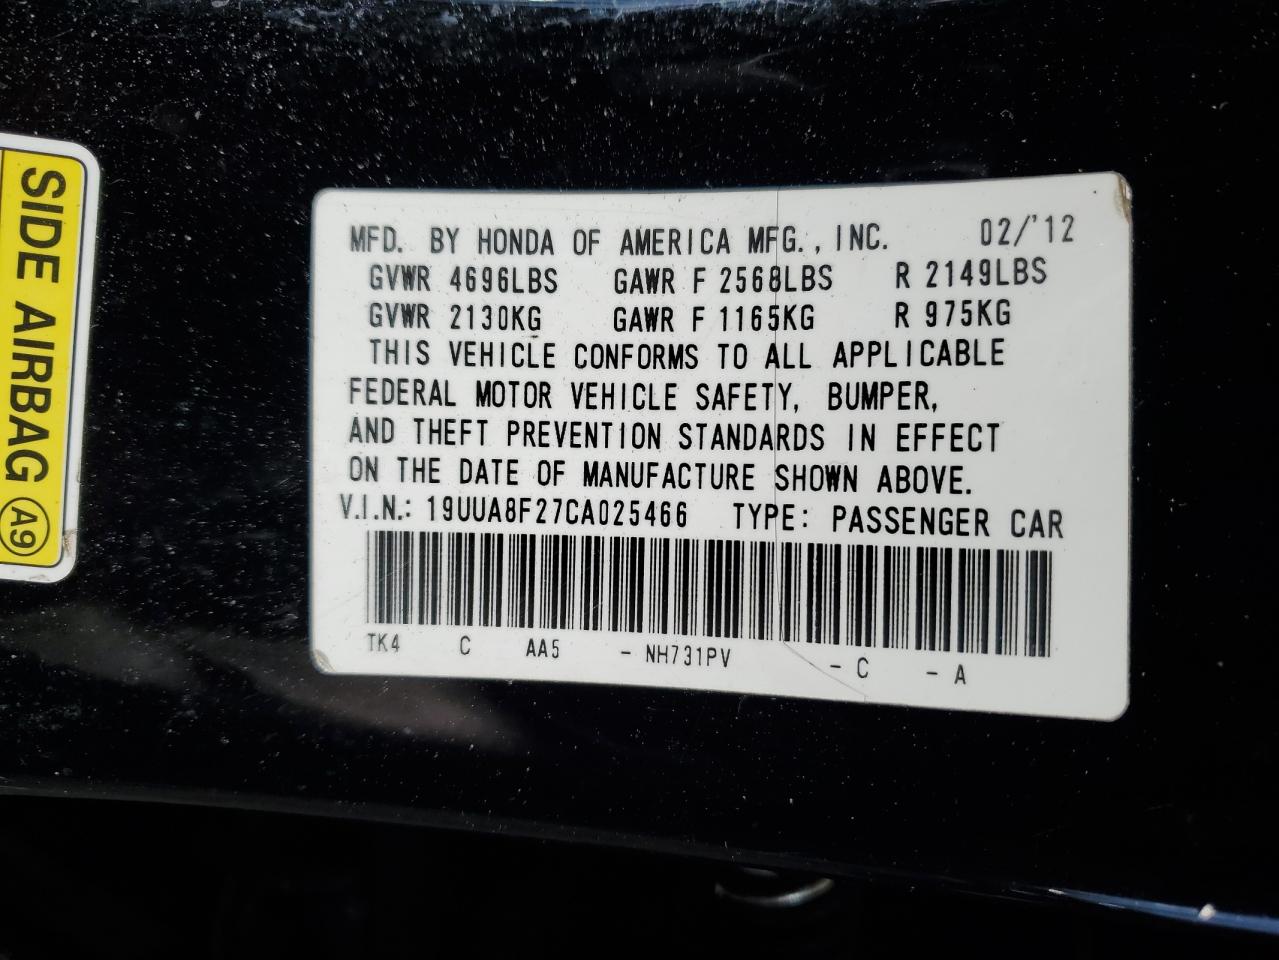 SIDE AIRBAG A9
MFD. BY HONDA OF AMERICA MFG., INC. 02/'12
GVWR 4696LBS GAWR F 2568LBS R 2149LBS
GVWR 2130KG GAWR F 1165KG R 975KG
THIS VEHICLE CONFORMS TO ALL APPLICABLE
FEDERAL MOTOR VEHICLE SAFETY, BUMPER,
AND THEFT PREVENTION STANDARDS IN EFFECT
ON THE DATE OF MANUFACTURE SHOWN ABOVE.
V.I.N.: 19UUA8F27CA025466 TYPE: PASSENGER CAR
TK4 C AA5 - NH731PV - C - A